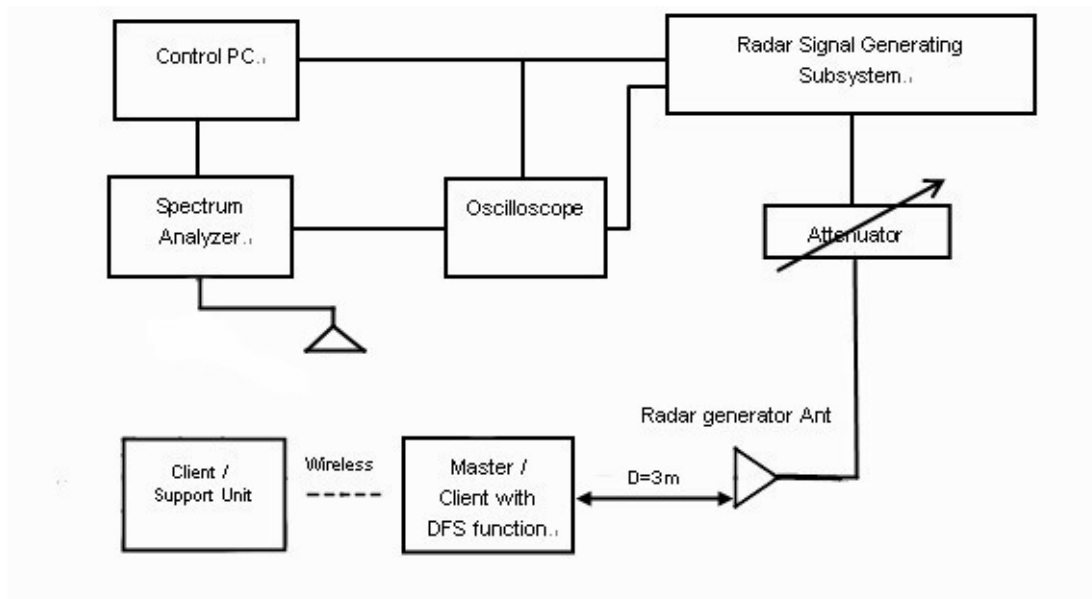 Control PC.
Radar Signal Generating
Subsystem.
Spectrum
Analyzer.
Oscilloscope
Attenuator
Radar generator Ant
Client /
Support Unit
Wireless
Master /
Client with
DFS function.
D=3m